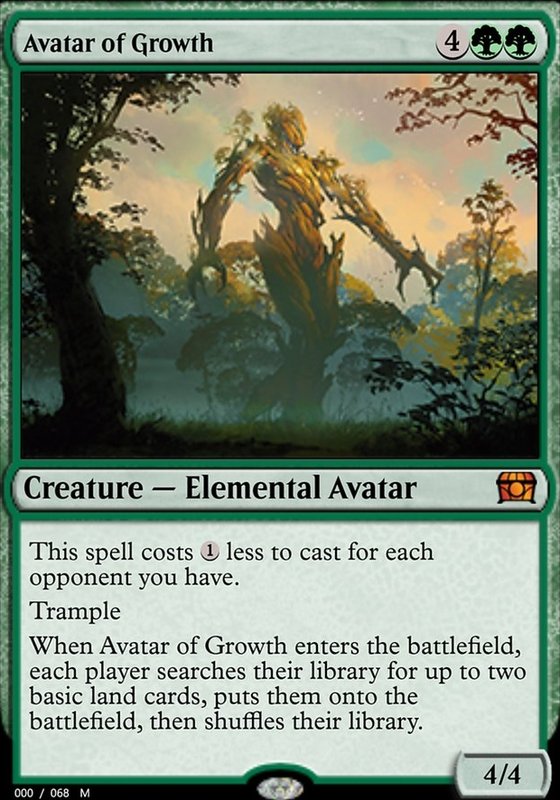 Avatar of Growth 4
Creature — Elemental Avatar
This spell costs 1 less to cast for each
opponent you have.
Trample
When Avatar of Growth enters the battlefield,
each player searches their library for up to two
basic land cards, puts them onto the
battlefield, then shuffles their library.
4/4
000 / 068 M